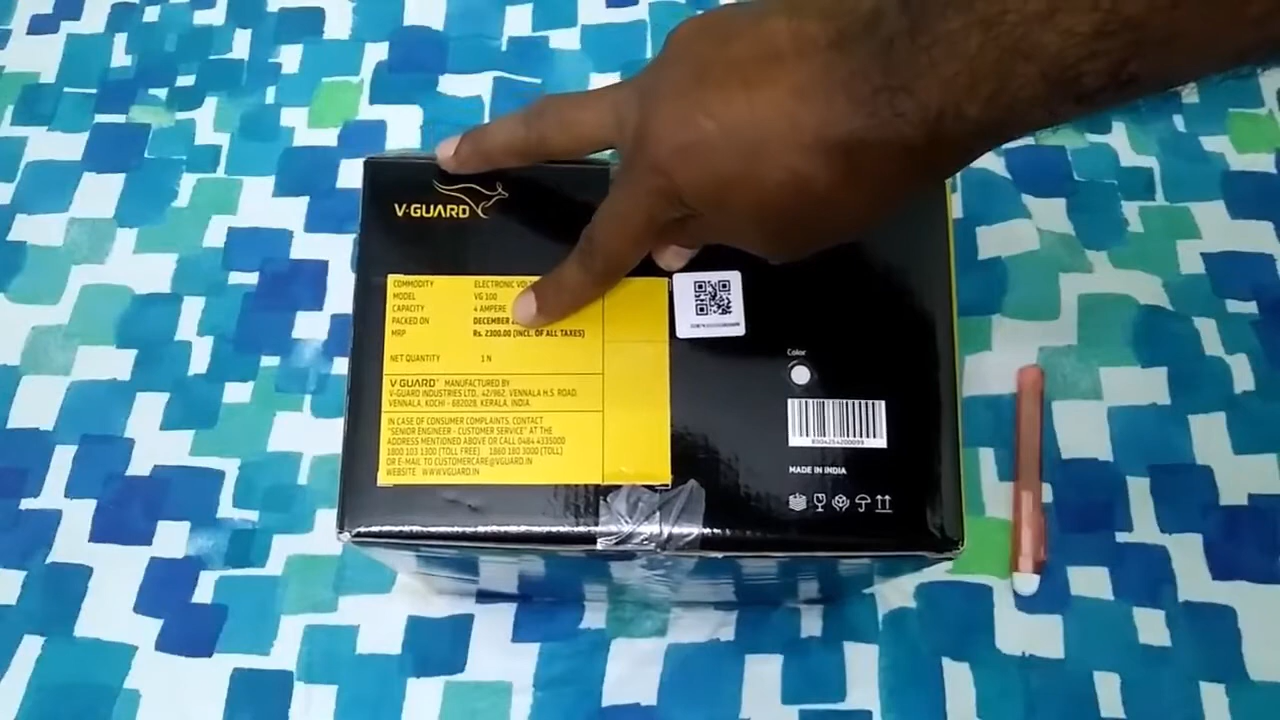 V-GUARD
COMMODITY ELECTRONIC
MODEL VG 100
CAPACITY 4 AMPERE
PACKED ON DECEMBER
MRP Rs. 2300.00 (INCL. OF ALL TAXES)
NET QUANTITY 1 N
V-GUARD MANUFACTURED BY
V-GUARD INDUSTRIES LTD., 42/962, VENNALA H.S. ROAD,
VENNALA, KOCHI - 682028, KERALA, INDIA.
IN CASE OF CONSUMER COMPLAINTS, CONTACT
"SENIOR ENGINEER - CUSTOMER SERVICE" AT THE
ADDRESS MENTIONED ABOVE OR CALL 0484 4335000
1800 103 1300 (TOLL FREE) 1860 180 3000 (TOLL)
OR E-MAIL TO CUSTOMERCARE@VGUARD.IN
WEBSITE WWW.VGUARD.IN
Color
8904254200099
MADE IN INDIA